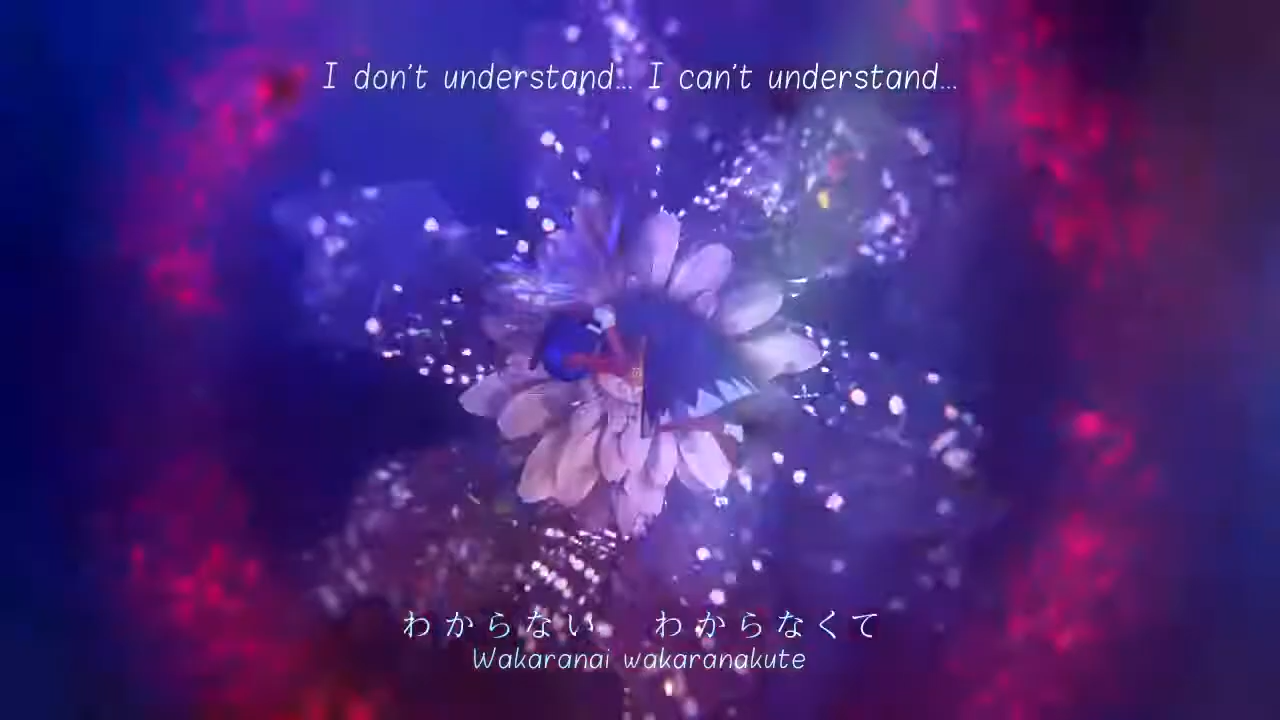 I don't understand... I can't understand...
わからない　わからなくて
Wakaranai wakaranakute